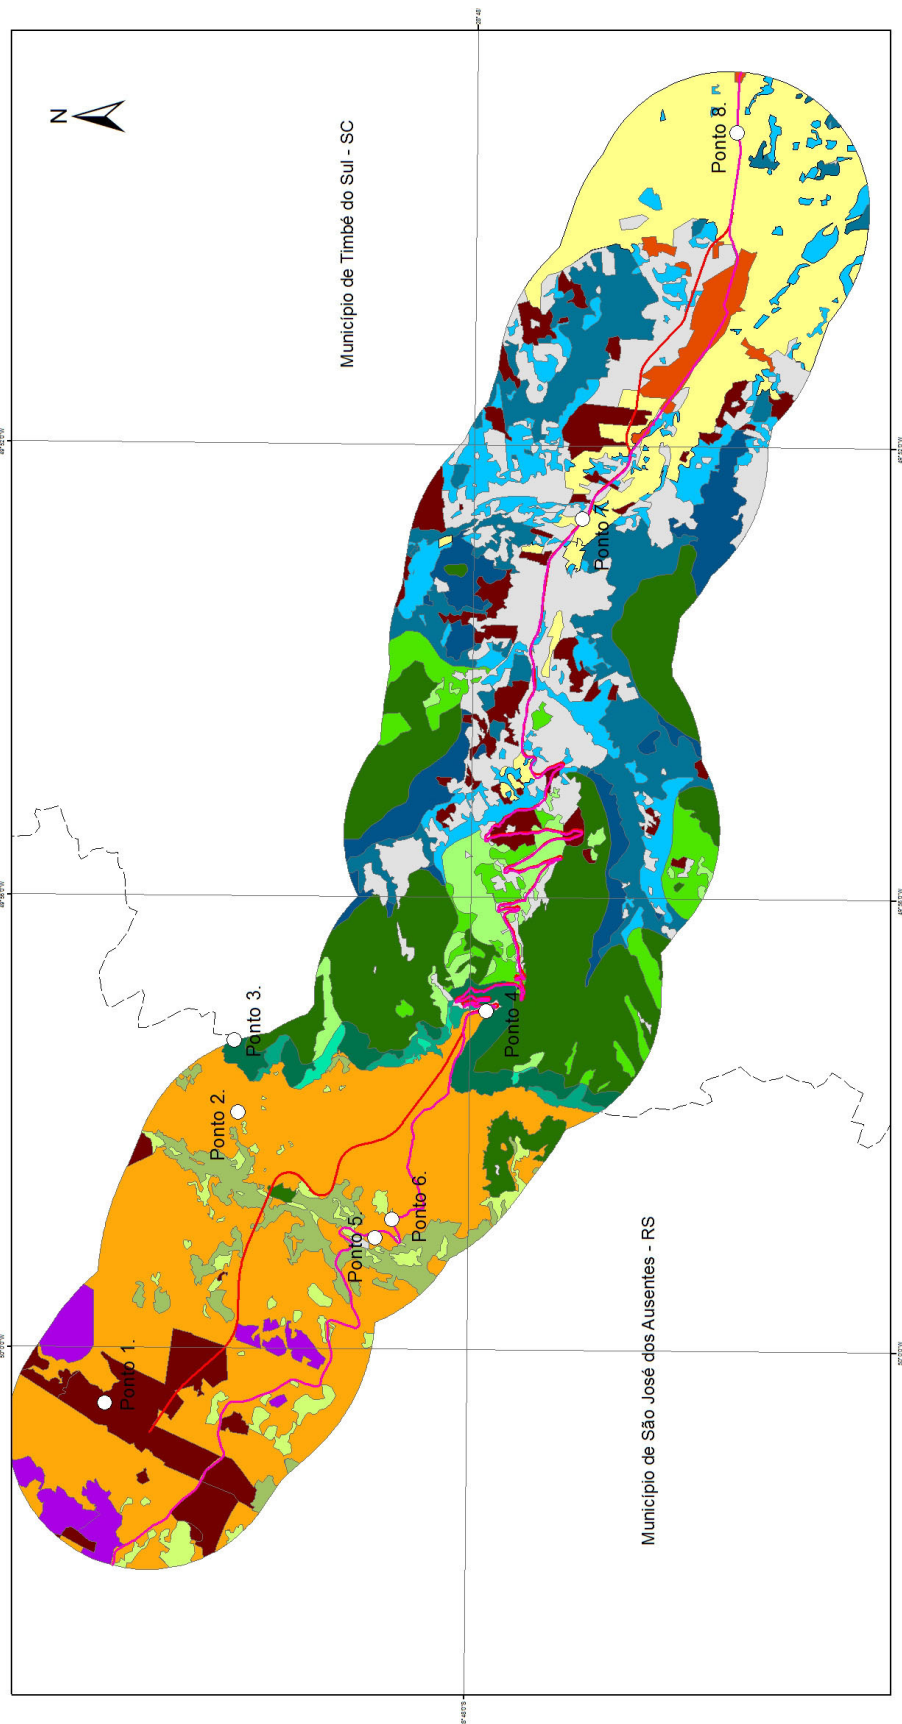 N
Município de Timbé do Sul - SC
Ponto 8.
Ponto 7.
Ponto 3.
Ponto 4.
Ponto 2.
Ponto 5.
Ponto 6.
Ponto 1.
Município de São José dos Ausentes - RS